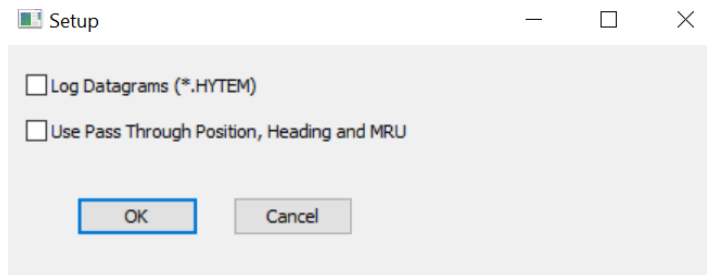 Setup
Log Datagrams (*.HYTEM)
Use Pass Through Position, Heading and MRU
OK Cancel